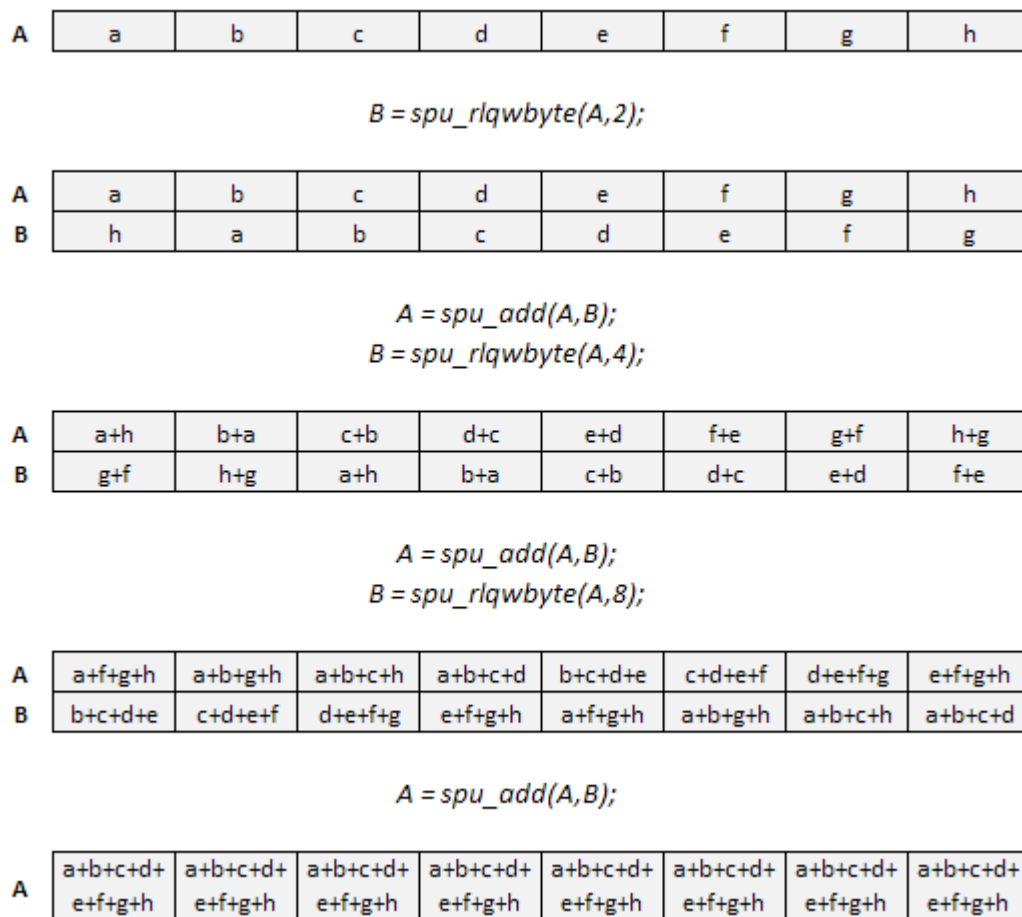 A a b c d e f g h
B = spu_rlqwbyte(A,2);
A a b c d e f g h
B h a b c d e f g
A = spu_add(A,B);
B = spu_rlqwbyte(A,4);
A a+h b+a c+b d+c e+d f+e g+f h+g
B g+f h+g a+h b+a c+b d+c e+d f+e
A = spu_add(A,B);
B = spu_rlqwbyte(A,8);
A a+f+g+h a+b+g+h a+b+c+h a+b+c+d b+c+d+e c+d+e+f d+e+f+g e+f+g+h
B b+c+d+e c+d+e+f d+e+f+g e+f+g+h a+f+g+h a+b+g+h a+b+c+h a+b+c+d
A = spu_add(A,B);
A a+b+c+d+ a+b+c+d+ a+b+c+d+ a+b+c+d+ a+b+c+d+ a+b+c+d+ a+b+c+d+ a+b+c+d+
e+f+g+h e+f+g+h e+f+g+h e+f+g+h e+f+g+h e+f+g+h e+f+g+h e+f+g+h